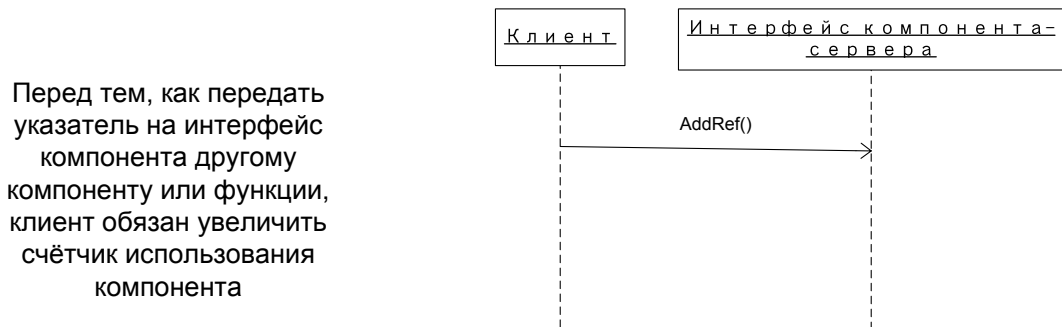 Перед тем, как передать
указатель на интерфейс
компонента другому
компоненту или функции,
клиент обязан увеличить
счётчик использования
компонента
Клиент
Интерфейс компонента-
сервера
AddRef()